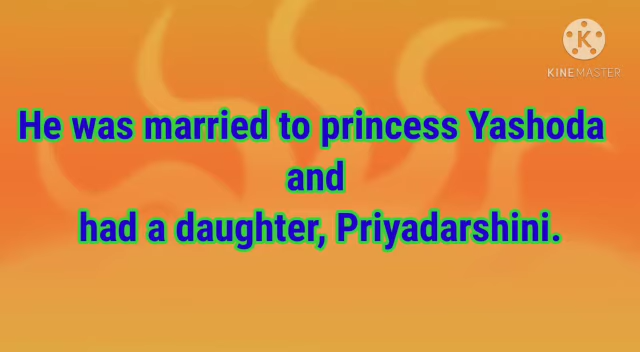 K
KINEMASTER
He was married to princess Yashoda
and
had a daughter, Priyadarshini.